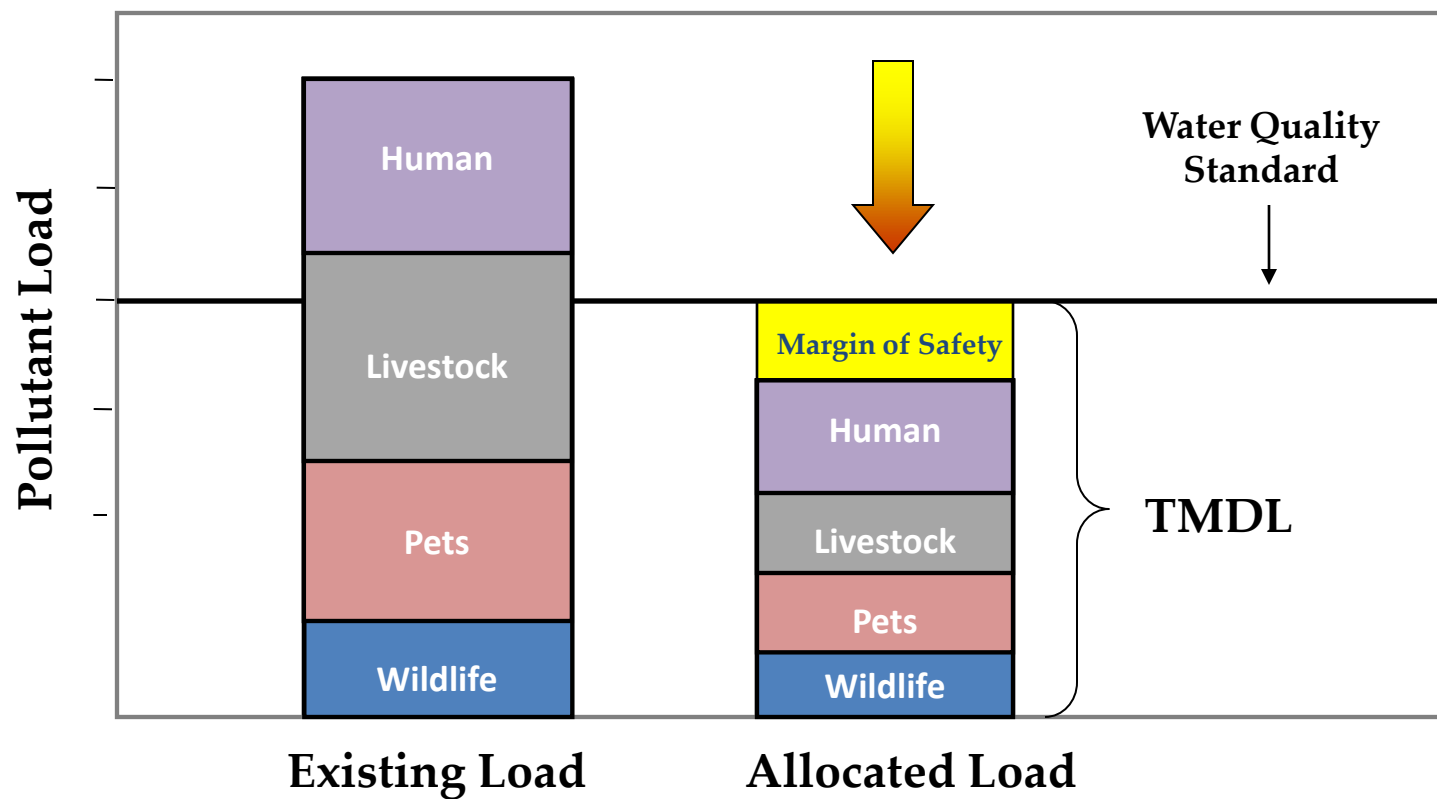 Pollutant Load
Human
Livestock
Pets
Wildlife
Existing Load
Margin of Safety
Human
Livestock
Pets
Wildlife
Allocated Load
Water Quality
Standard
TMDL